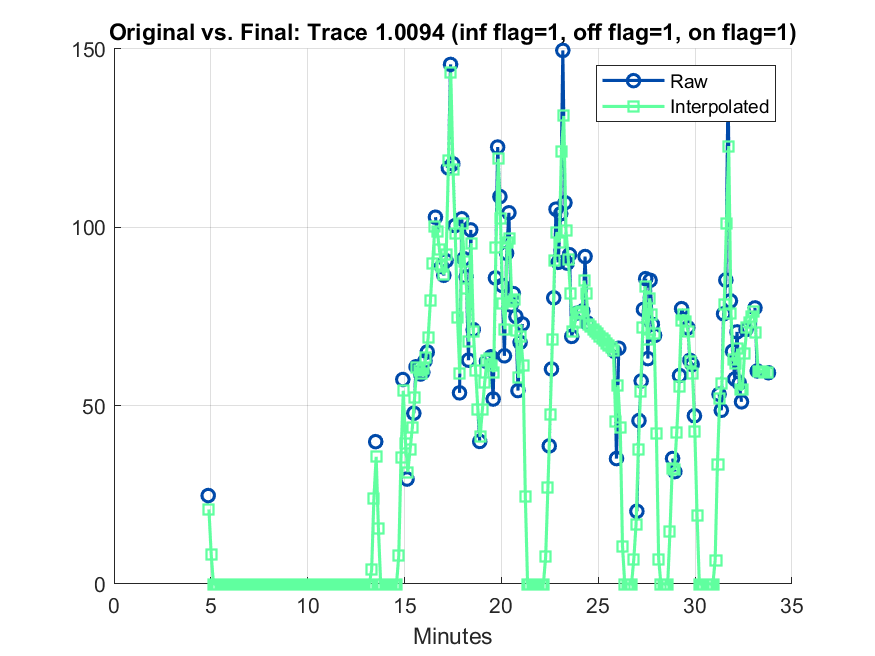 Original vs. Final: Trace 1.0094 (inf flag=1, off flag=1, on flag=1)
150
100
50
0
Raw
Interpolated
0 5 10 15 20 25 30 35
Minutes